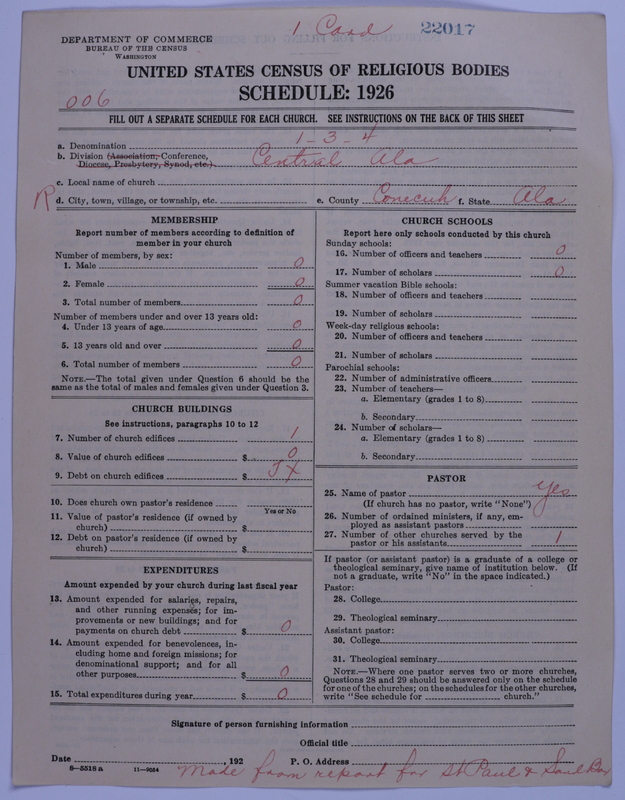 1 Card
22017
DEPARTMENT OF COMMERCE
BUREAU OF THE CENSUS
WASHINGTON
UNITED STATES CENSUS OF RELIGIOUS BODIES
SCHEDULE: 1926
006
FILL OUT A SEPARATE SCHEDULE FOR EACH CHURCH. SEE INSTRUCTIONS ON THE BACK OF THIS SHEET
a. Denomination 1-3-4
b. Division (Association, Conference, Diocese, Presbytery, Synod, etc.) Central Ala
c. Local name of church
R d. City, town, village, or township, etc. e. County Conecuh f. State Ala
MEMBERSHIP
Report number of members according to definition of
member in your church
Number of members, by sex:
1. Male 0
2. Female 0
3. Total number of members 0
Number of members under and over 13 years old:
4. Under 13 years of age 0
5. 13 years old and over 0
6. Total number of members 0
NOTE.—The total given under Question 6 should be the
same as the total of males and females given under Question 3.
CHURCH BUILDINGS
See instructions, paragraphs 10 to 12
7. Number of church edifices 1
8. Value of church edifices $ 0
9. Debt on church edifices $ JX
10. Does church own pastor's residence
Yes or No
11. Value of pastor's residence (if owned by
church) $
12. Debt on pastor's residence (if owned by
church) $
EXPENDITURES
Amount expended by your church during last fiscal year
13. Amount expended for salaries, repairs,
and other running expenses; for im-
provements or new buildings; and for
payments on church debt $ 0
14. Amount expended for benevolences, in-
cluding home and foreign missions; for
denominational support; and for all
other purposes $ 0
15. Total expenditures during year $ 0
CHURCH SCHOOLS
Report here only schools conducted by this church
Sunday schools:
16. Number of officers and teachers 0
17. Number of scholars 0
Summer vacation Bible schools:
18. Number of officers and teachers
19. Number of scholars
Week-day religious schools:
20. Number of officers and teachers
21. Number of scholars
Parochial schools:
22. Number of administrative officers
23. Number of teachers—
a. Elementary (grades 1 to 8)
b. Secondary
24. Number of scholars—
a. Elementary (grades 1 to 8)
b. Secondary
PASTOR
25. Name of pastor yes
(If church has no pastor, write "None")
26. Number of ordained ministers, if any, em-
ployed as assistant pastors
27. Number of other churches served by the
pastor or his assistants 1
If pastor (or assistant pastor) is a graduate of a college or
theological seminary, give name of institution below. (If
not a graduate, write "No" in the space indicated.)
Pastor:
28. College
29. Theological seminary
Assistant pastor:
30. College
31. Theological seminary
NOTE.—Where one pastor serves two or more churches,
Questions 28 and 29 should be answered only on the schedule
for one of the churches; on the schedules for the other churches,
write "See schedule for church."
Signature of person furnishing information
Official title
Date , 192 P. O. Address
8—5518 a 11—9034
Made from report for St Paul &